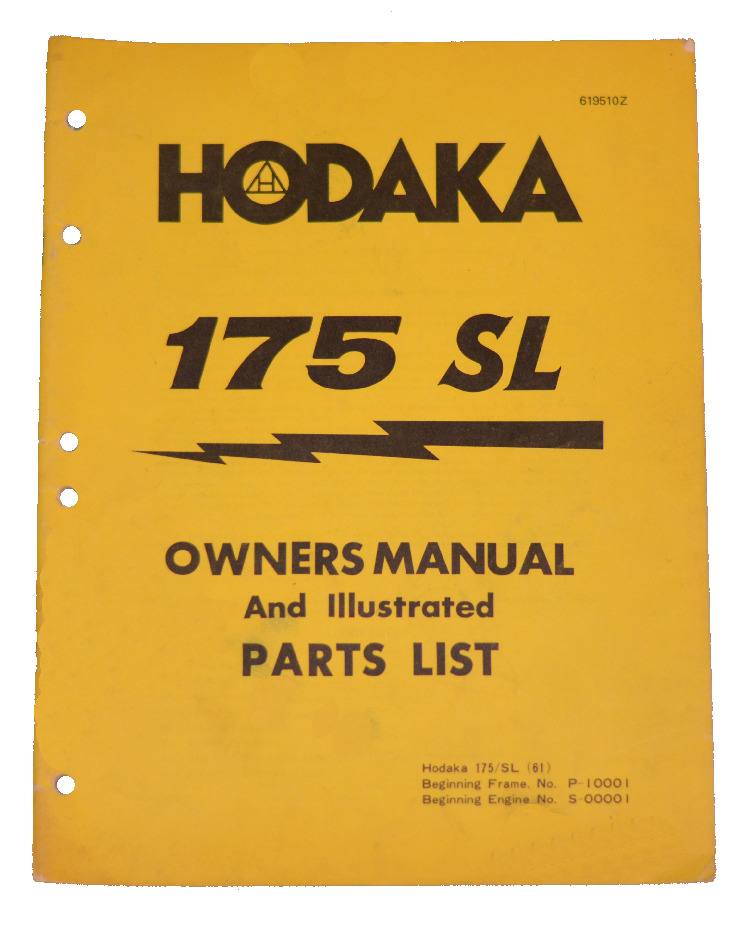 619510Z
HODAKA
175 SL
OWNERS MANUAL
And Illustrated
PARTS LIST
Hodaka 175/SL (61)
Beginning Frame. No. P-10001
Beginning Engine No. S-00001